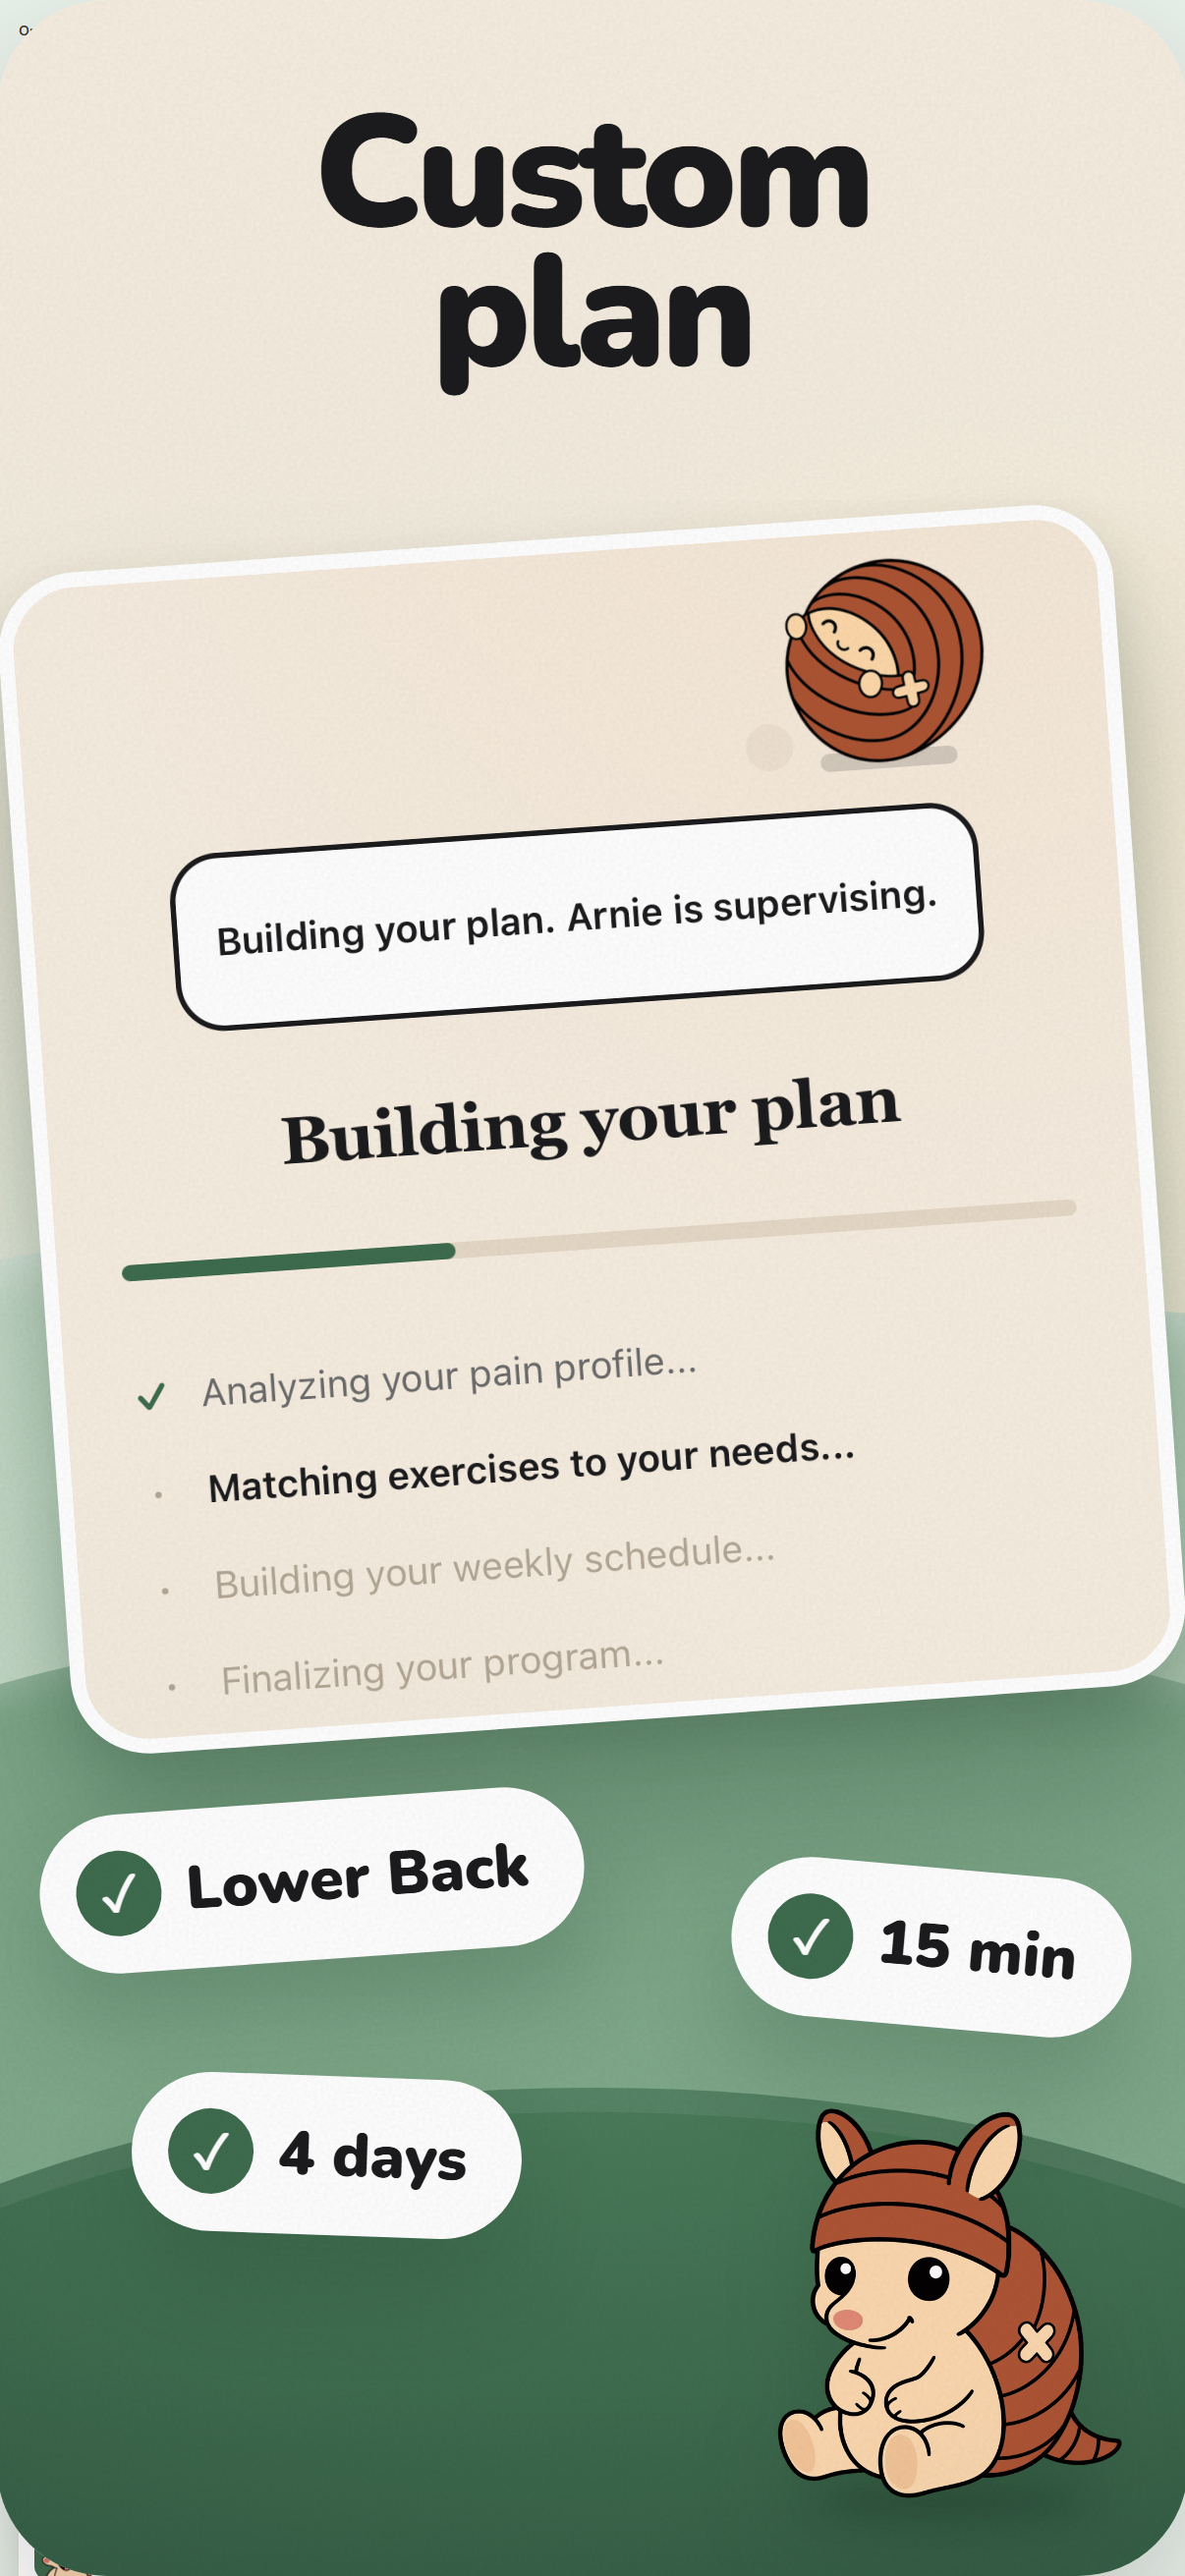 Custom
plan
Building your plan. Arnie is supervising.
Building your plan
Analyzing your pain profile...
Matching exercises to your needs...
Building your weekly schedule...
Finalizing your program...
Lower Back
15 min
4 days